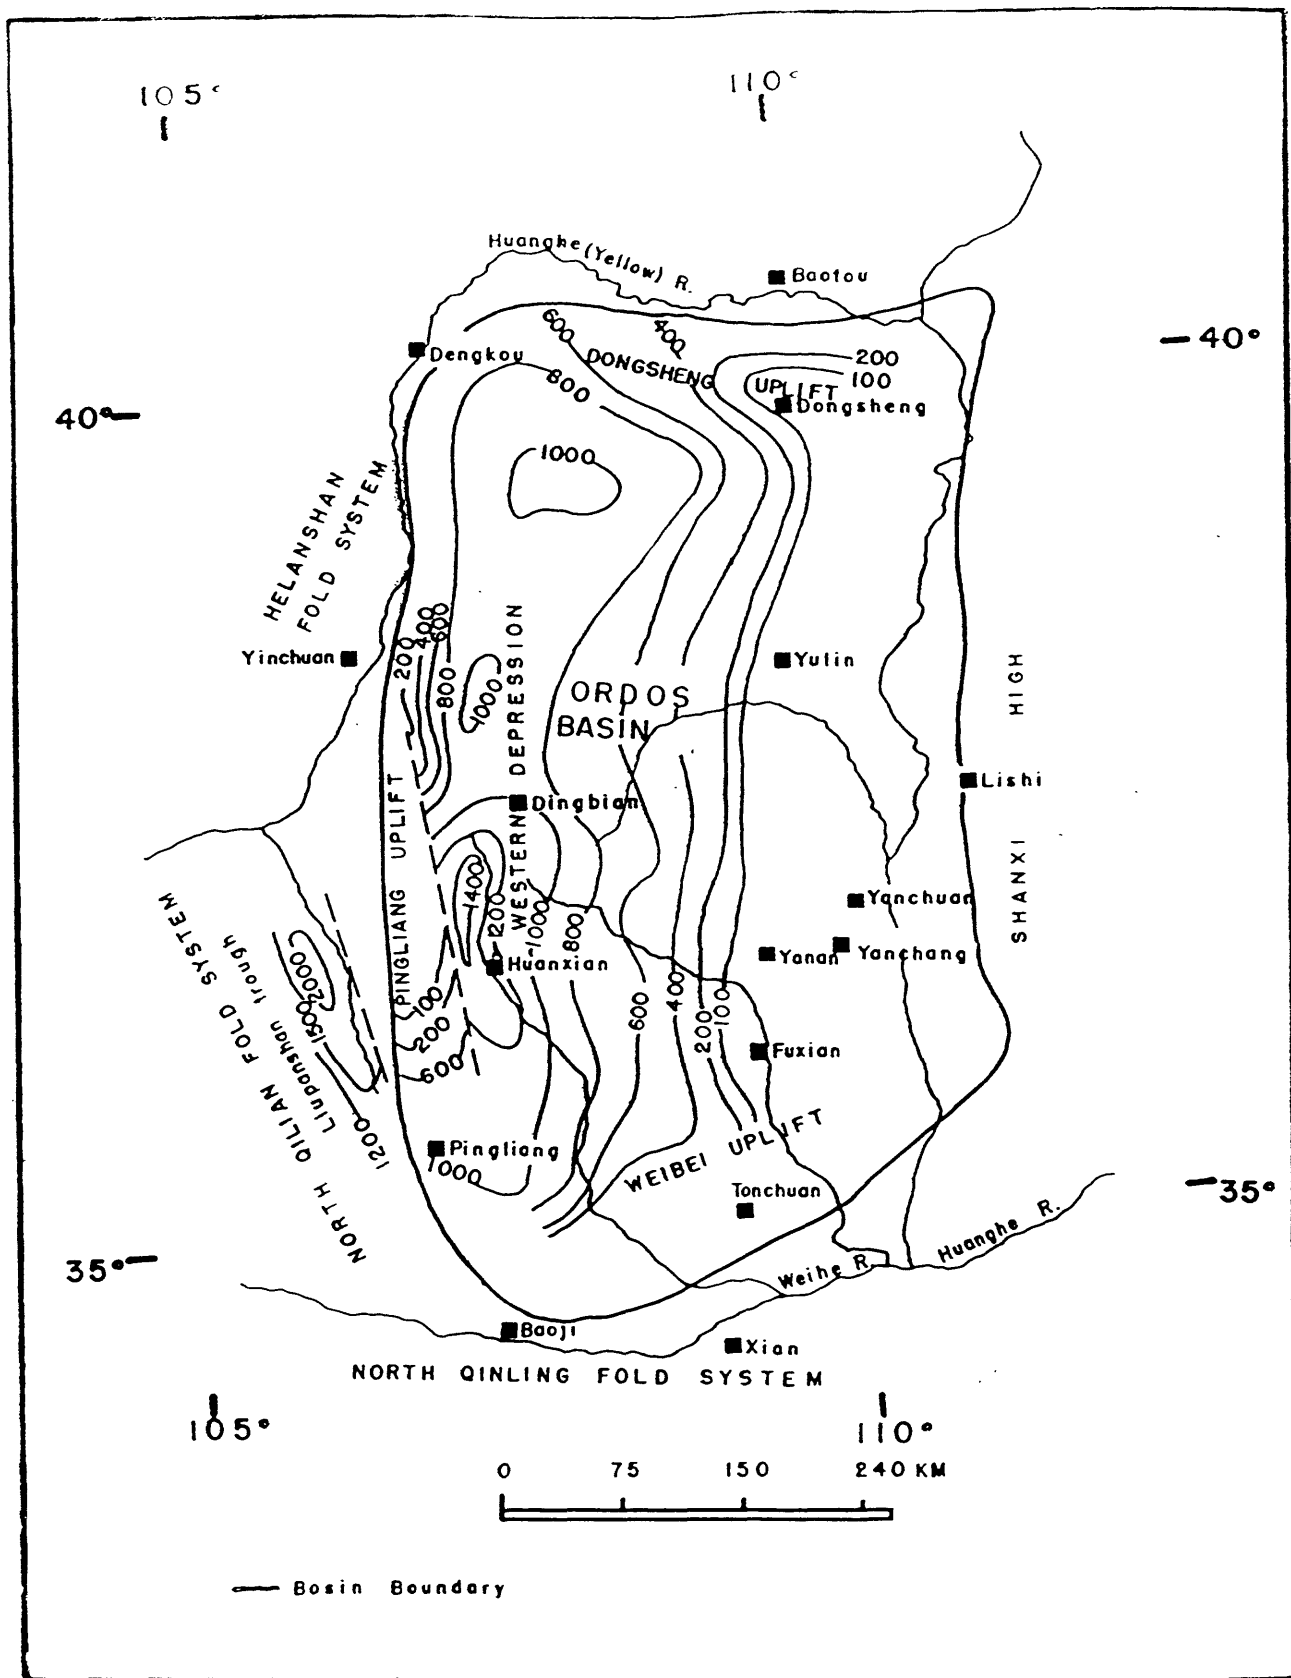 105°
110°
Huanghe (Yellow) R.
Baotou
600
400
40°
Dengkou
DONGSHENG
200
100
UPLIFT
800
Dongsheng
40°
1000
HELANSHAN
FOLD SYSTEM
200
400
600
Yinchuan
Yulin
800
1000
ORDOS
BASIN
WESTERN DEPRESSION
SHANXI HIGH
Lishi
PINGLIANG UPLIFT
Dingbian
1400
1200
1000
800
Yanchuan
Yanan
Yanchang
Huanxian
NORTH QILIAN FOLD SYSTEM
Liupanshan trough
2000
1500
1200
100
200
600
600
400
200
100
Fuxian
Pingliang
1000
WEIBEI UPLIFT
Tonchuan
35°
35°
Weihe R.
Huanghe R.
Baoji
Xian
NORTH QINLING FOLD SYSTEM
105°
110°
0 75 150 240 KM
Bosin Boundary